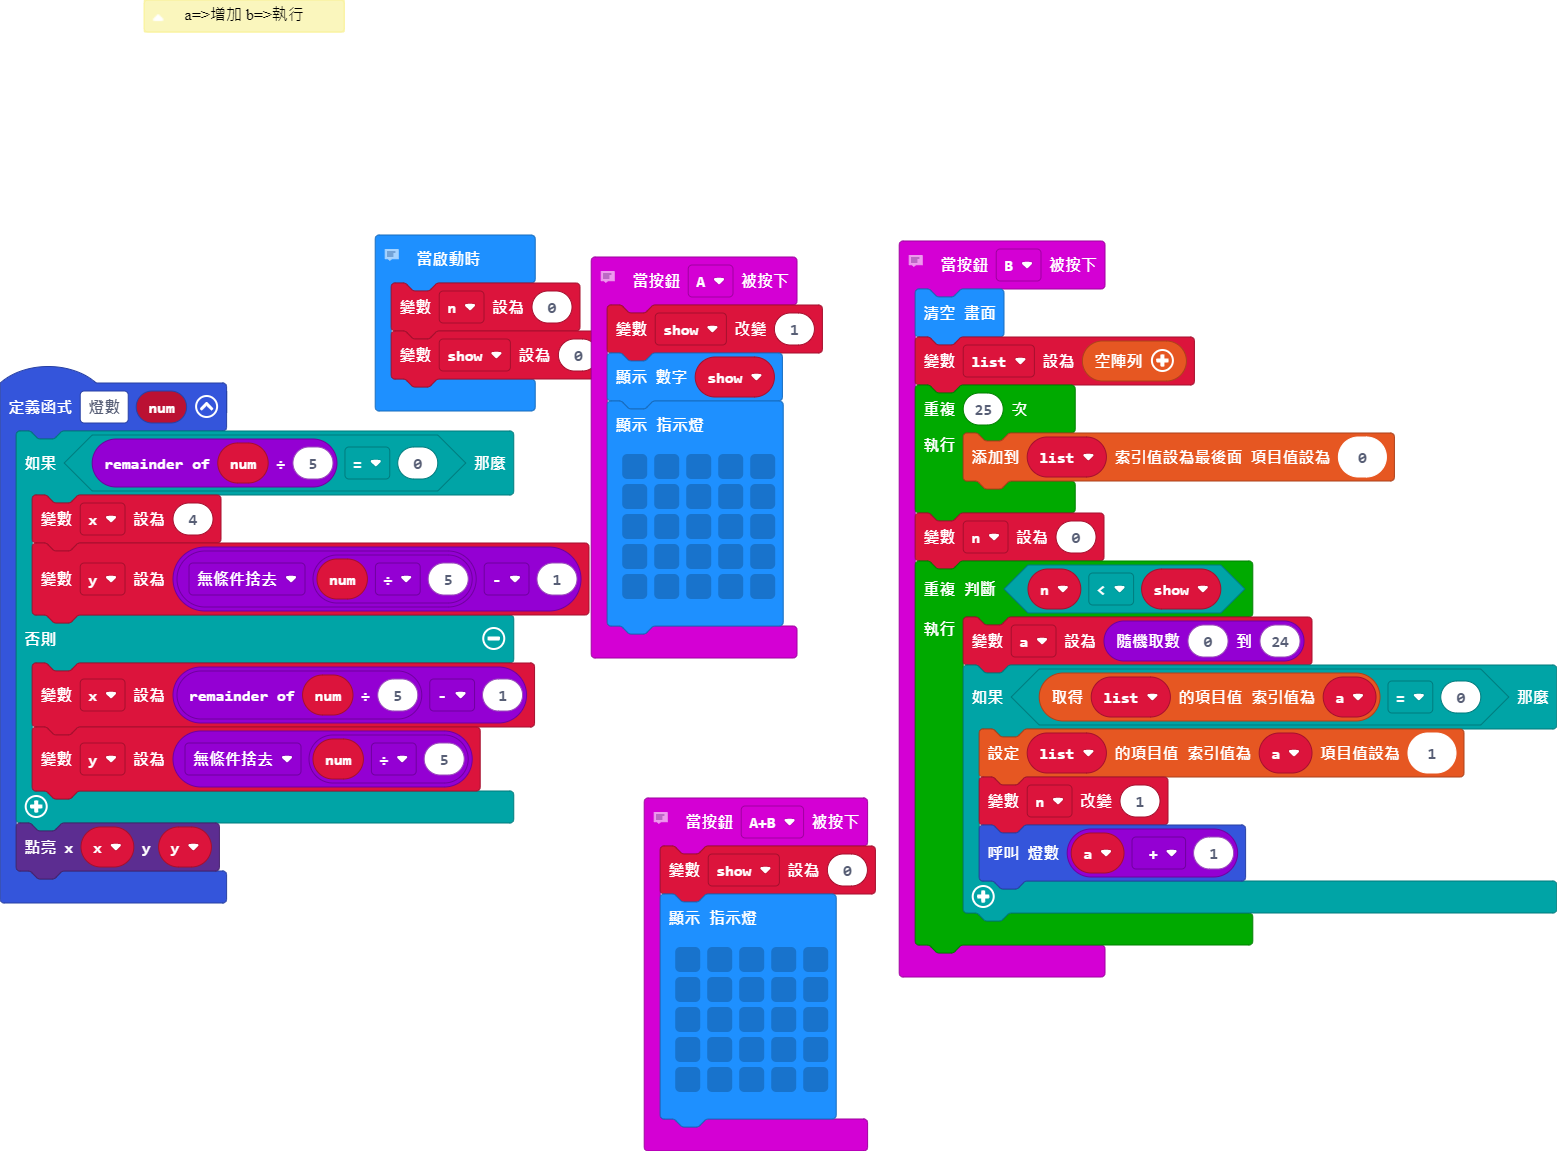 a=>增加 b=>執行
定義函式 燈數 num
如果 remainder of num ÷ 5 = 0 那麼
變數 x 設為 4
變數 y 設為 無條件捨去 num ÷ 5 - 1
否則
變數 x 設為 remainder of num ÷ 5 - 1
變數 y 設為 無條件捨去 num ÷ 5
點亮 x x y y
當啟動時
變數 n 設為 0
變數 show 設為 0
當按鈕 A 被按下
變數 show 改變 1
顯示 數字 show
顯示 指示燈
當按鈕 A+B 被按下
變數 show 設為 0
顯示 指示燈
當按鈕 B 被按下
清空 畫面
變數 list 設為 空陣列
重複 25 次
執行 添加到 list 索引值設為最後面 項目值設為 0
變數 n 設為 0
重複 判斷 n < show
執行 變數 a 設為 隨機取數 0 到 24
如果 取得 list 的項目值 索引值為 a = 0 那麼
設定 list 的項目值 索引值為 a 項目值設為 1
變數 n 改變 1
呼叫 燈數 a + 1